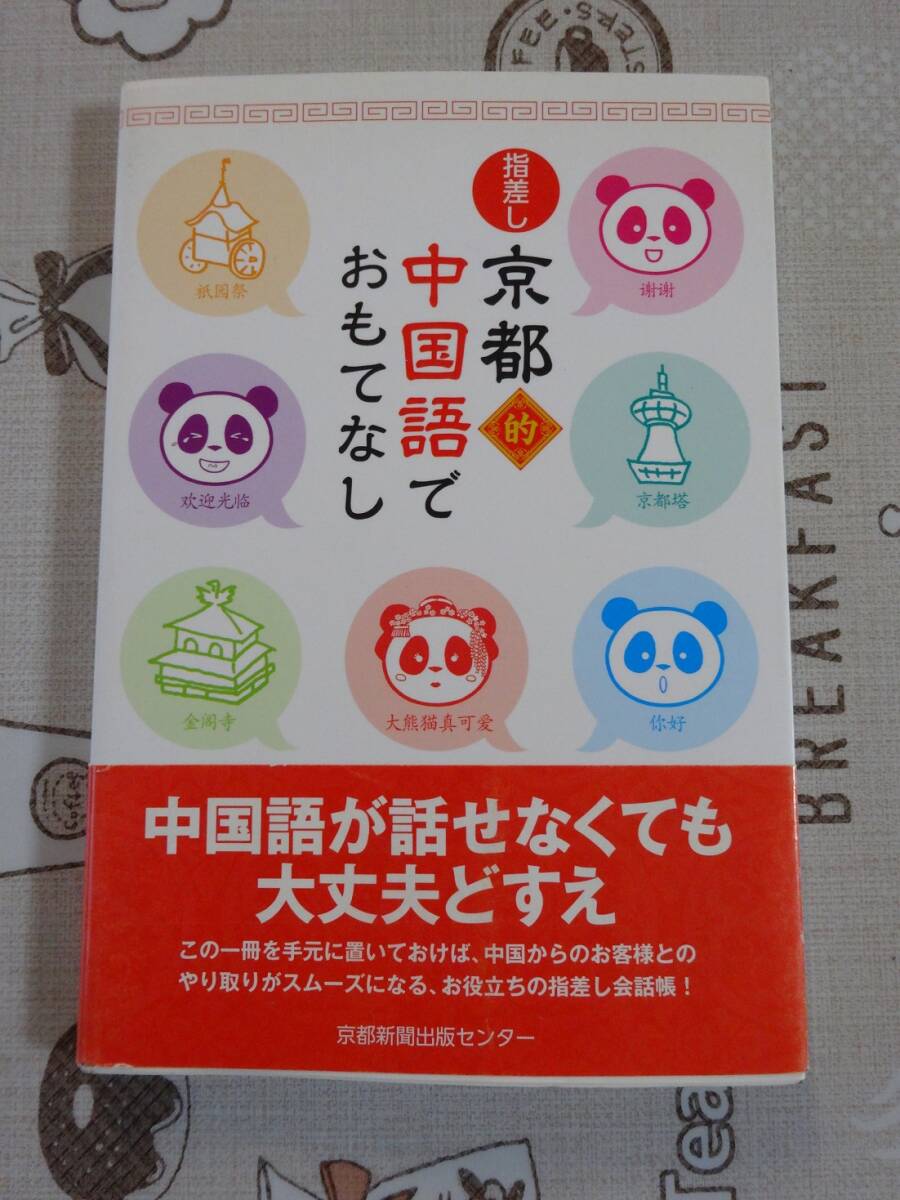 指差し
京都的
中国語で
おもてなし
祇园祭
谢谢
欢迎光临
京都塔
金阁寺
大熊猫真可爱
你好
中国語が話せなくても
大丈夫どすえ
この一冊を手元に置いておけば、中国からのお客様との
やり取りがスムーズになる、お役立ちの指差し会話帳！
京都新聞出版センター
BREAKFAST
Tea
Coffee